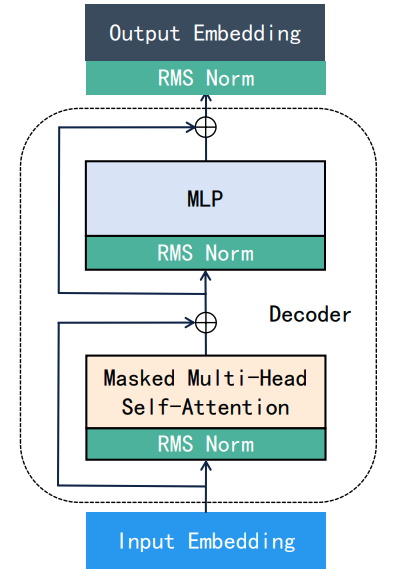 Output Embedding
RMS Norm
MLP
RMS Norm
Decoder
Masked Multi-Head
Self-Attention
RMS Norm
Input Embedding